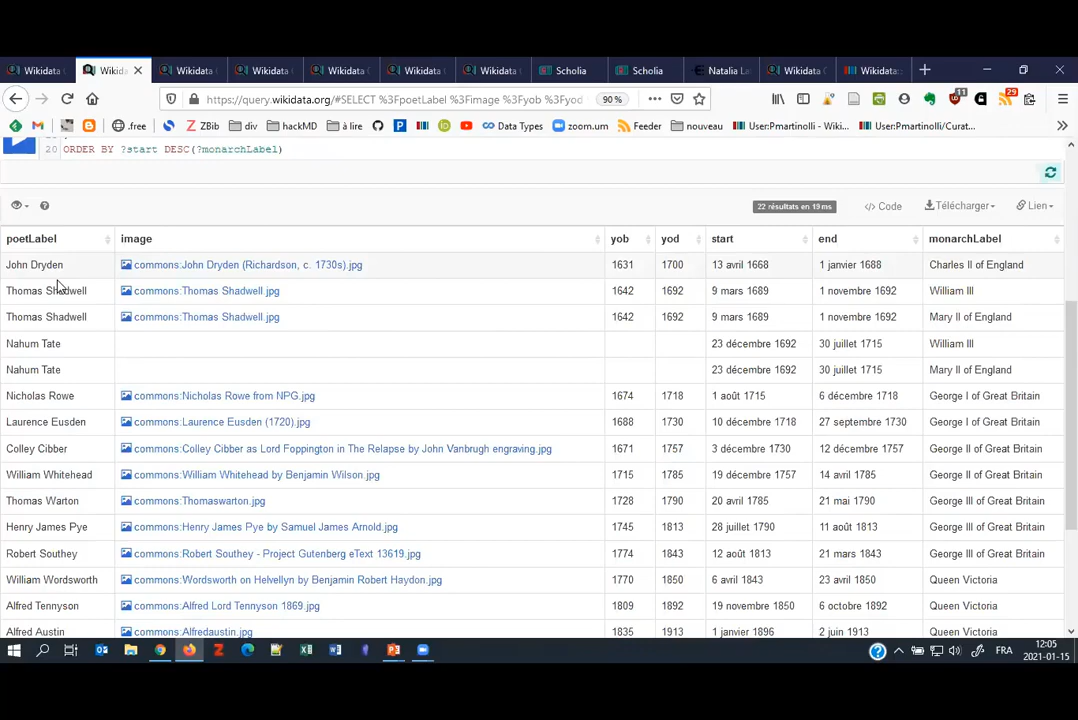 Wikidata Wikida Wikidata Wikidata Wikidata Wikidata Wikidata Scholia Scholia Natalia La Wikidata Wikidata:
https://query.wikidata.org/#SELECT %3FpoetLabel %3Fimage %3Fyob %3Fyod 90 % 11 29
.free ZBib div hackMD à lire Data Types zoom.um Feeder nouveau User:Pmartinolli - Wiki... User:Pmartinolli/Curat...
20 ORDER BY ?start DESC(?monarchLabel)
22 résultats en 19 ms </> Code Télécharger Lien
poetLabel image yob yod start end monarchLabel
John Dryden commons:John Dryden (Richardson, c. 1730s).jpg 1631 1700 13 avril 1668 1 janvier 1688 Charles II of England
Thomas Shadwell commons:Thomas Shadwell.jpg 1642 1692 9 mars 1689 1 novembre 1692 William III
Thomas Shadwell commons:Thomas Shadwell.jpg 1642 1692 9 mars 1689 1 novembre 1692 Mary II of England
Nahum Tate 23 décembre 1692 30 juillet 1715 William III
Nahum Tate 23 décembre 1692 30 juillet 1715 Mary II of England
Nicholas Rowe commons:Nicholas Rowe from NPG.jpg 1674 1718 1 août 1715 6 décembre 1718 George I of Great Britain
Laurence Eusden commons:Laurence Eusden (1720).jpg 1688 1730 10 décembre 1718 27 septembre 1730 George I of Great Britain
Colley Cibber commons:Colley Cibber as Lord Foppington in The Relapse by John Vanbrugh engraving.jpg 1671 1757 3 décembre 1730 12 décembre 1757 George II of Great Britain
William Whitehead commons:William Whitehead by Benjamin Wilson.jpg 1715 1785 19 décembre 1757 14 avril 1785 George III of Great Britain
Thomas Warton commons:Thomaswarton.jpg 1728 1790 20 avril 1785 21 mai 1790 George III of Great Britain
Henry James Pye commons:Henry James Pye by Samuel James Arnold.jpg 1745 1813 28 juillet 1790 11 août 1813 George III of Great Britain
Robert Southey commons:Robert Southey - Project Gutenberg eText 13619.jpg 1774 1843 12 août 1813 21 mars 1843 George III of Great Britain
William Wordsworth commons:Wordsworth on Helvellyn by Benjamin Robert Haydon.jpg 1770 1850 6 avril 1843 23 avril 1850 Queen Victoria
Alfred Tennyson commons:Alfred Lord Tennyson 1869.jpg 1809 1892 19 novembre 1850 6 octobre 1892 Queen Victoria
Alfred Austin commons:Alfredaustin.jpg 1835 1913 1 janvier 1896 2 juin 1913 Queen Victoria
FRA 12:05
2021-01-15